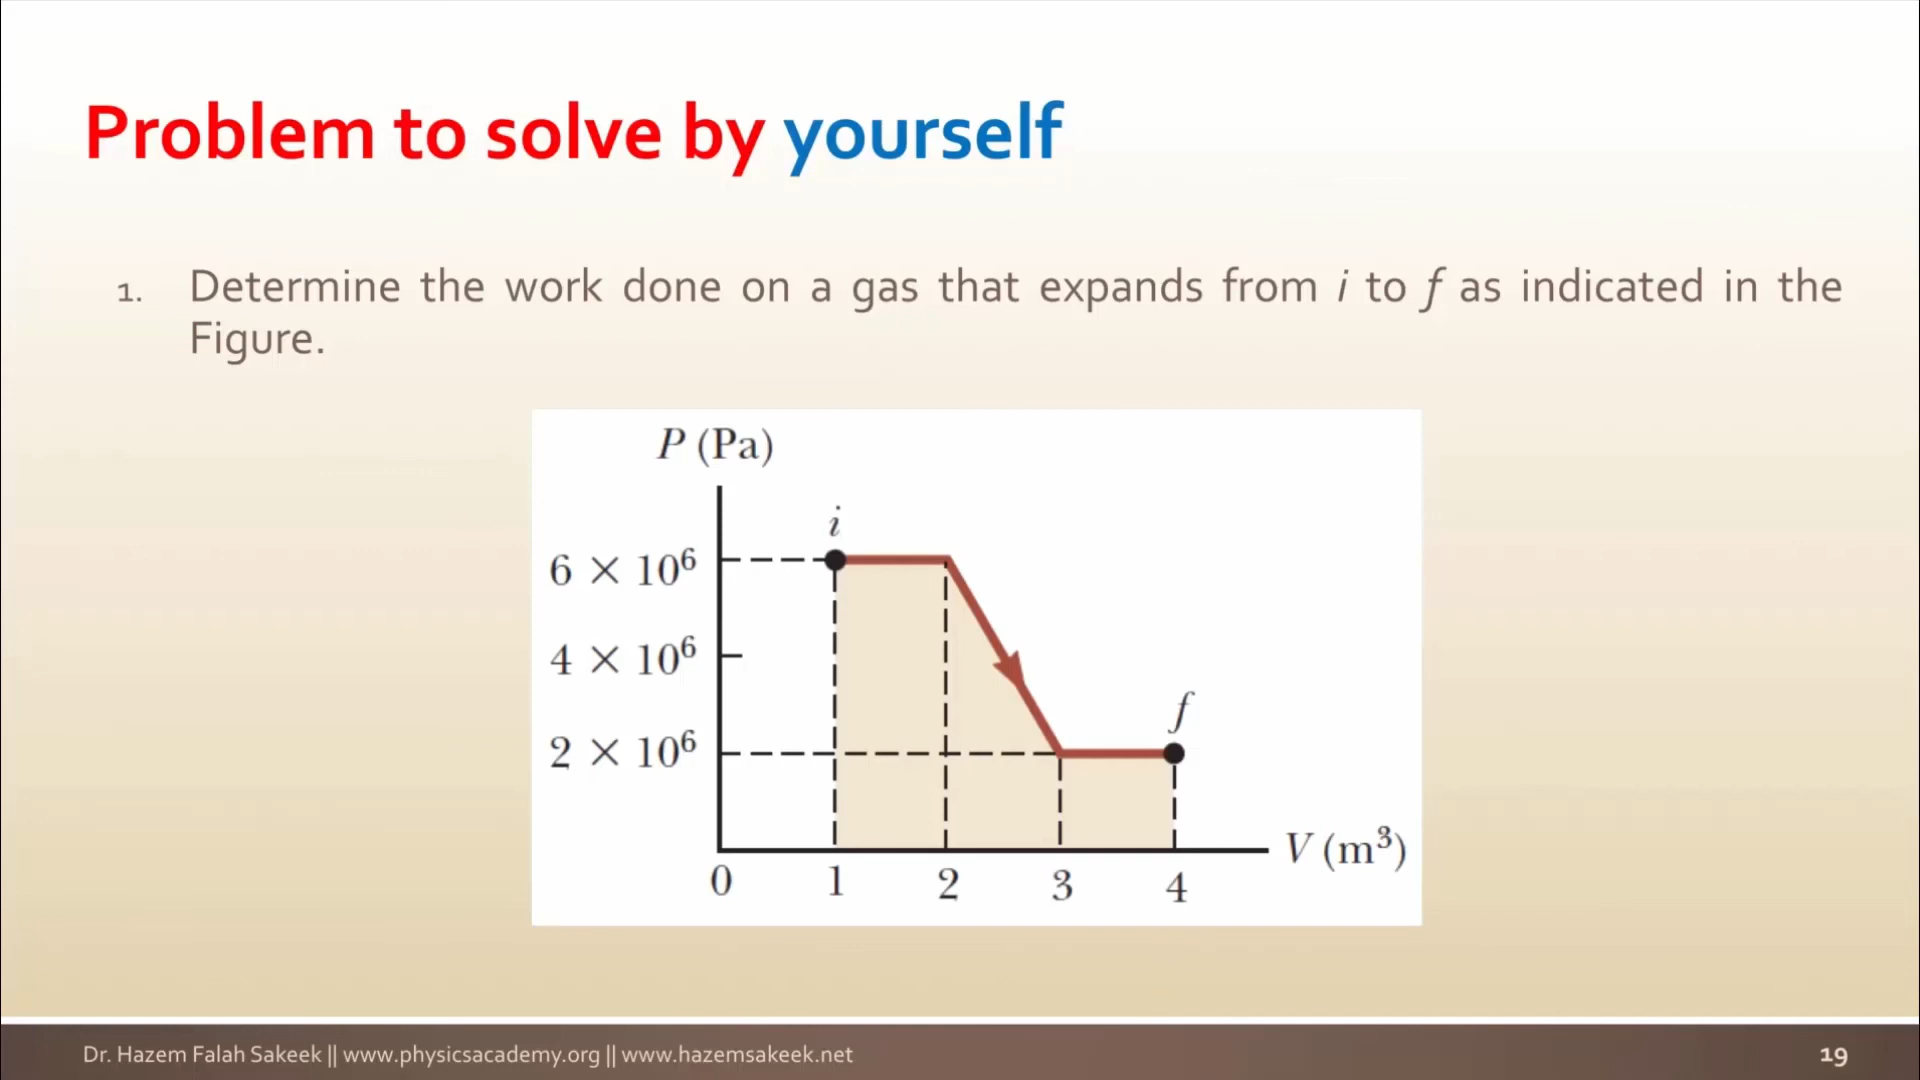 Problem to solve by yourself
1. Determine the work done on a gas that expands from i to f as indicated in the
Figure.
P (Pa)
i
6 × 10⁶
4 × 10⁶
f
2 × 10⁶
V (m³)
0 1 2 3 4
Dr. Hazem Falah Sakeek || www.physicsacademy.org || www.hazemsakeek.net 19